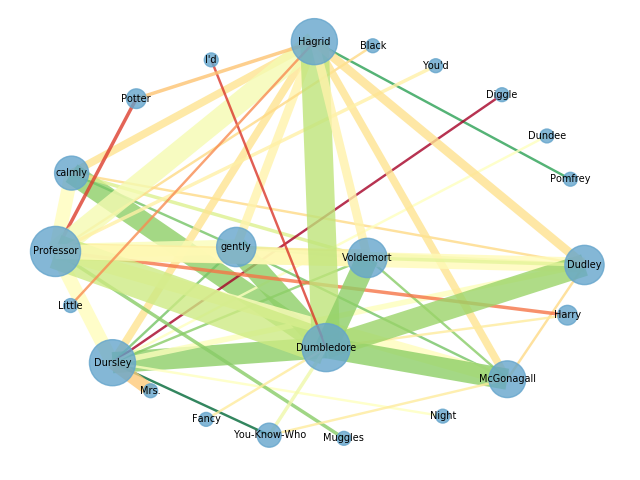 Hagrid
Black
I'd
You'd
Potter
Diggle
Dundee
calmly
Pomfrey
Professor
gently
Voldemort
Dudley
Little
Harry
Dumbledore
Dursley
McGonagall
Mrs.
Fancy
Night
You-Know-Who
Muggles